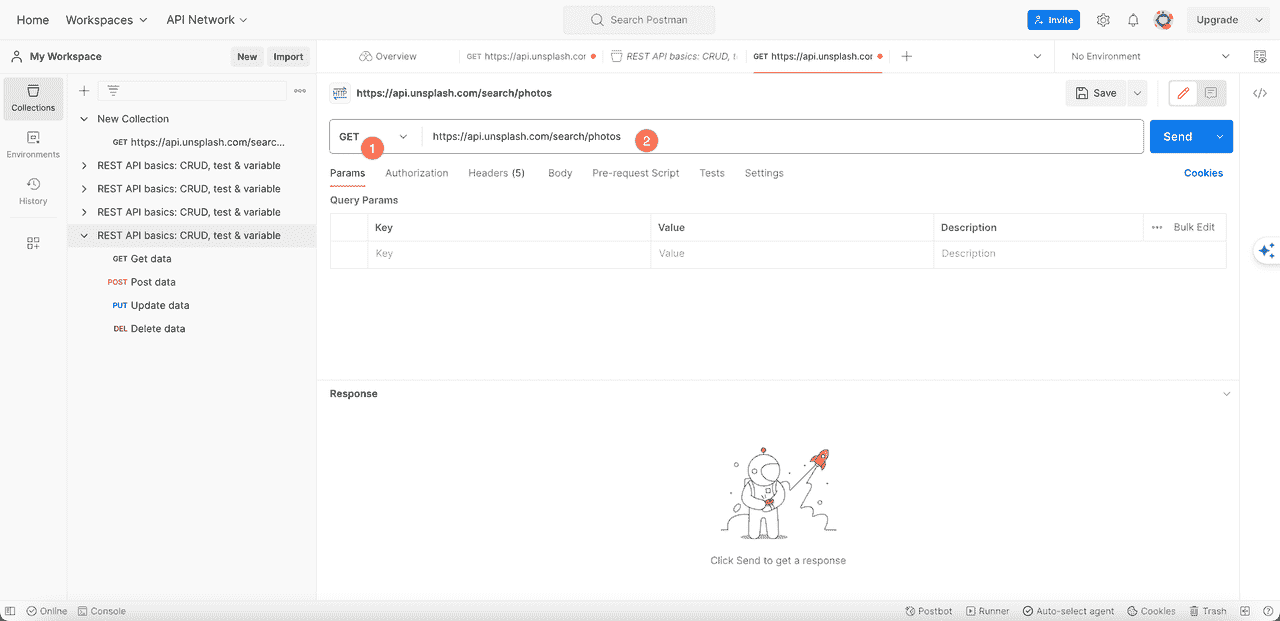 Home Workspaces API Network Search Postman Invite Upgrade
My Workspace New Import Overview GET https://api.unsplash.cor REST API basics: CRUD, t GET https://api.unsplash.cor No Environment
Collections
Environments
History
New Collection
GET https://api.unsplash.com/searc...
REST API basics: CRUD, test & variable
REST API basics: CRUD, test & variable
REST API basics: CRUD, test & variable
REST API basics: CRUD, test & variable
GET Get data
POST Post data
PUT Update data
DEL Delete data
HTTP https://api.unsplash.com/search/photos Save
GET 1 https://api.unsplash.com/search/photos 2 Send
Params Authorization Headers (5) Body Pre-request Script Tests Settings Cookies
Query Params
Key Value Description Bulk Edit
Key Value Description
Response
Click Send to get a response
Online Console Postbot Runner Auto-select agent Cookies Trash